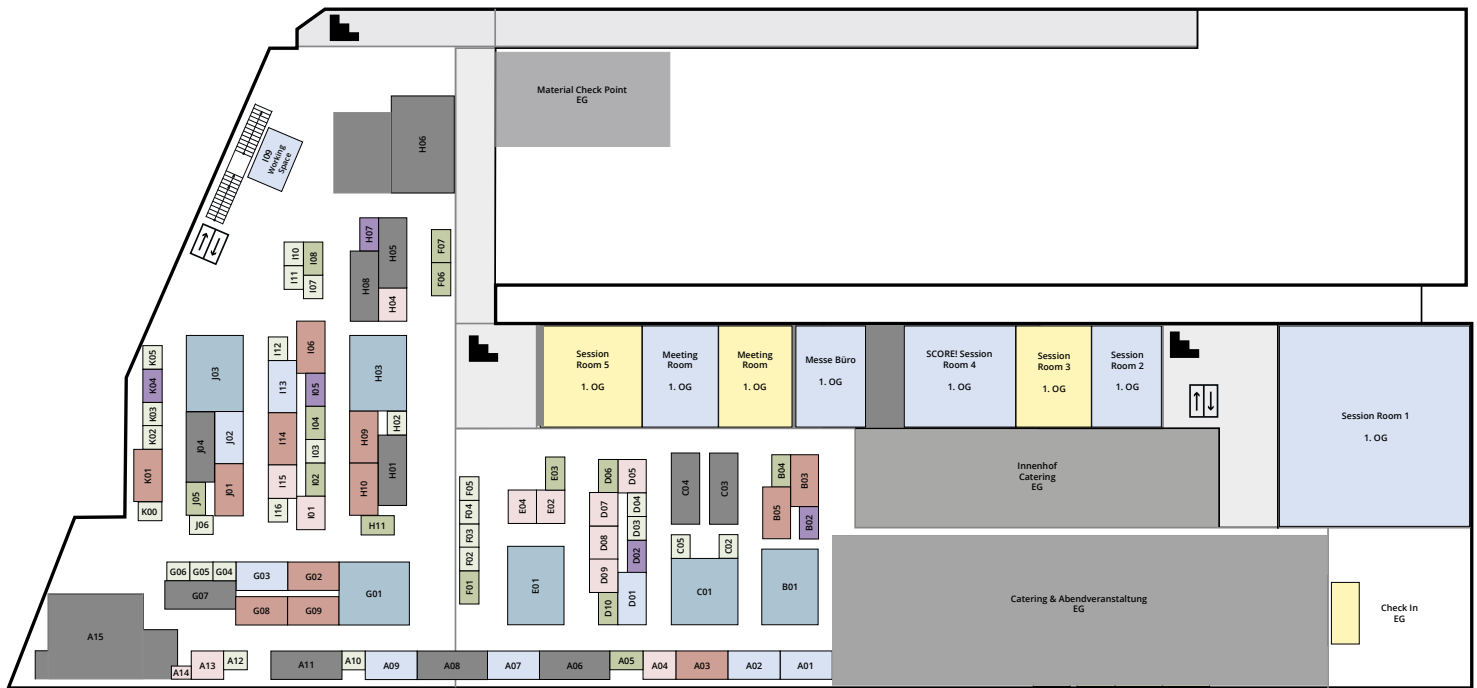 Material Check Point
EG
H06
I09
Working
Space
H07
H05
H08
H04
F07
F06
I10
I08
I11
I07
Session
Room 5
1. OG
Meeting
Room
1. OG
Meeting
Room
1. OG
Messe Büro
1. OG
SCORE! Session
Room 4
1. OG
Session
Room 3
1. OG
Session
Room 2
1. OG
Session Room 1
1. OG
K05
K04
K03
K02
K01
K00
J03
J04
J02
J05
J01
J06
I12
I06
I13
I05
I14
I04
I03
I15
I02
I16
I01
H03
H09
H02
H10
H01
H11
F05
F04
F03
F02
F01
E03
E04
E02
E01
D06
D05
D07
D04
D03
D08
D02
D09
D01
D10
C04
C03
C05
C02
C01
B04
B03
B05
B02
B01
Innenhof
Catering
EG
G06
G05
G04
G03
G02
G07
G01
G08
G09
Catering & Abendveranstaltung
EG
Check In
EG
A15
A14
A13
A12
A11
A10
A09
A08
A07
A06
A05
A04
A03
A02
A01